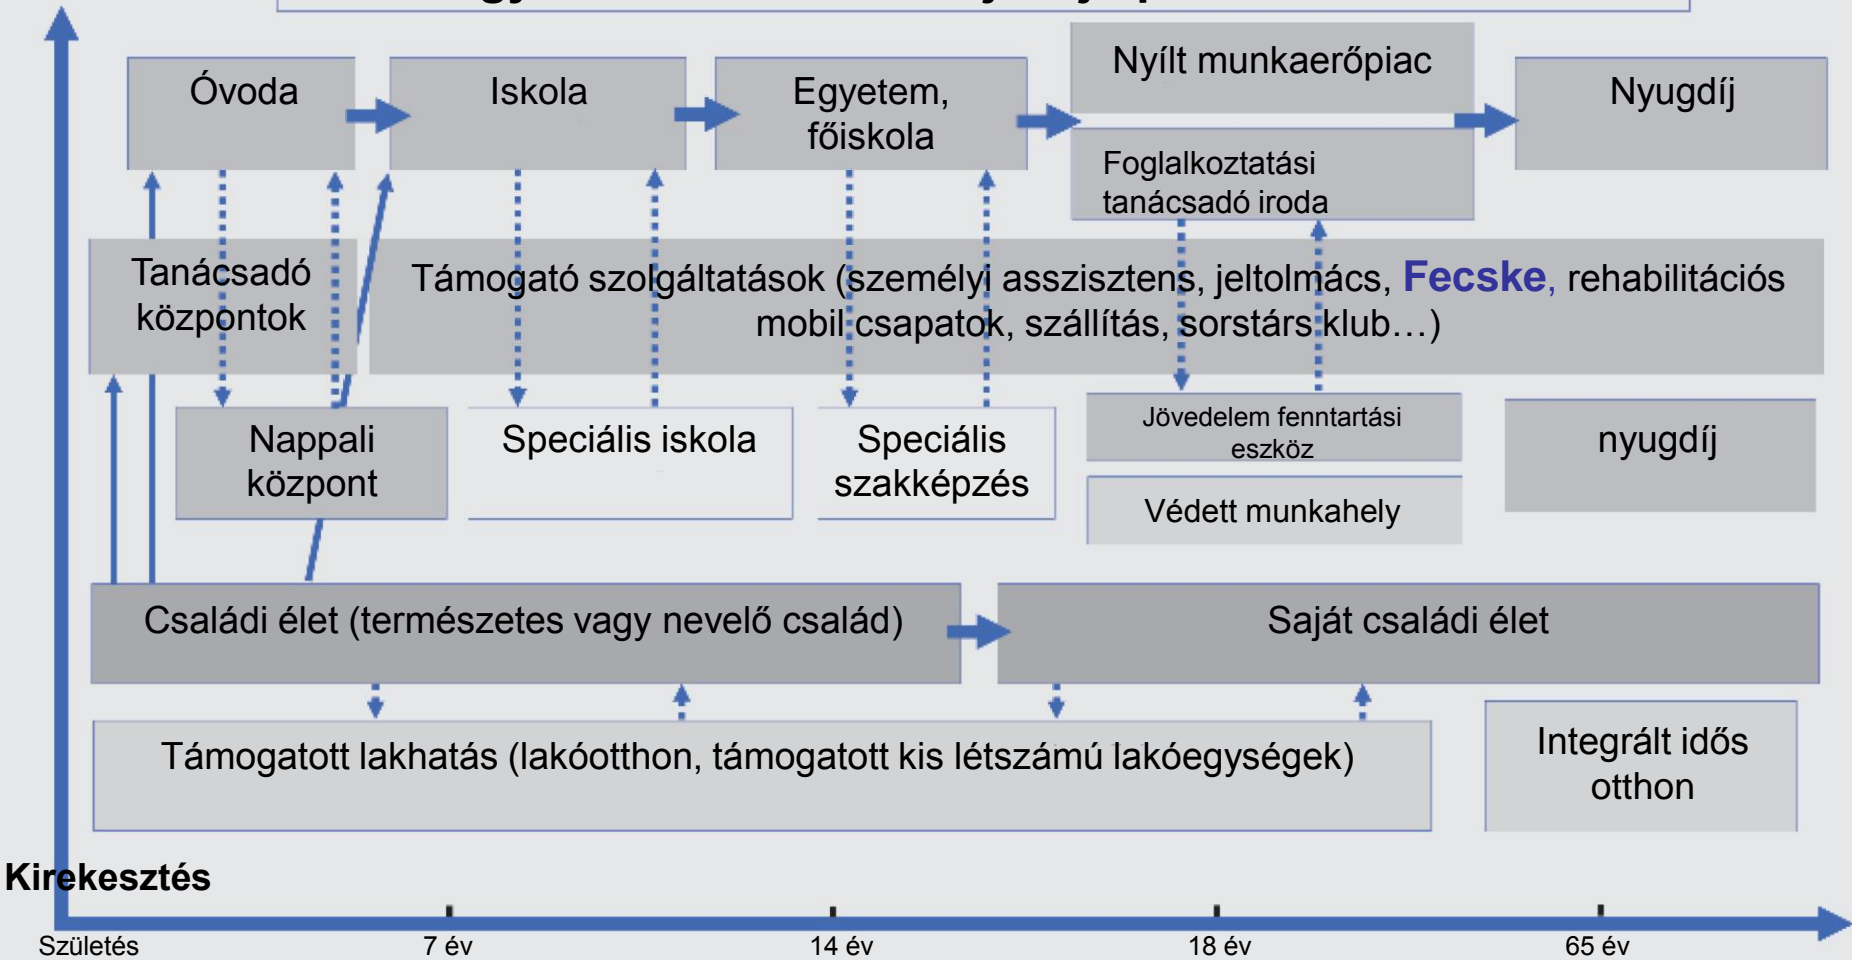 Óvoda
Iskola
Egyetem,
főiskola
Nyílt munkaerőpiac
Nyugdíj
Foglalkoztatási
tanácsadó iroda
Tanácsadó
központok
Támogató szolgáltatások (személyi asszisztens, jeltolmács, Fecske, rehabilitációs
mobil csapatok, szállítás, sorstárs klub…)
Nappali
központ
Speciális iskola
Speciális
szakképzés
Jövedelem fenntartási
eszköz
Védett munkahely
nyugdíj
Családi élet (természetes vagy nevelő család)
Saját családi élet
Támogatott lakhatás (lakóotthon, támogatott kis létszámú lakóegységek)
Integrált idős
otthon
Kirekesztés
Születés
7 év
14 év
18 év
65 év